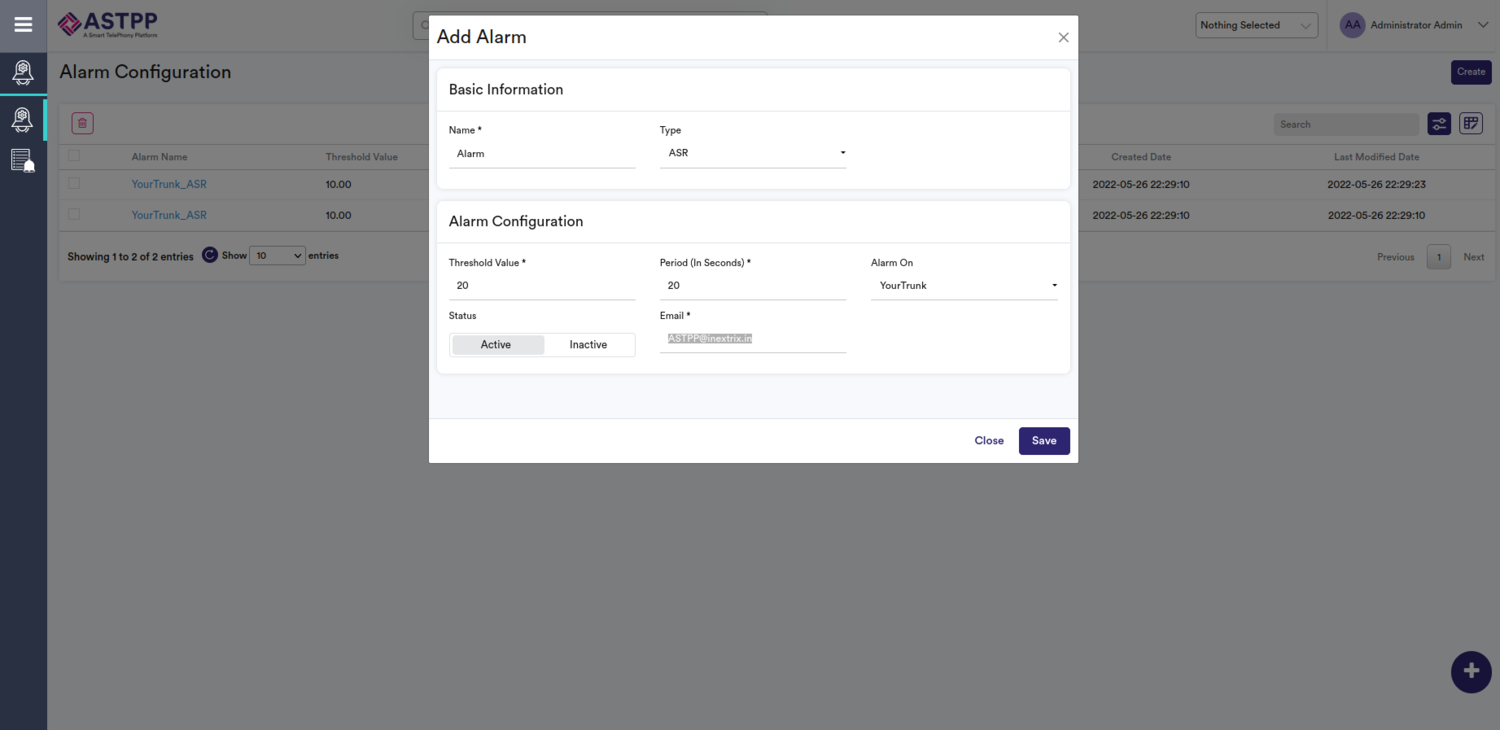 ASTPP
A Smart TelePhony Platform
Nothing Selected
AA
Administrator Admin
Alarm Configuration
Create
Search
Alarm Name
Threshold Value
Created Date
Last Modified Date
YourTrunk_ASR
10.00
2022-05-26 22:29:10
2022-05-26 22:29:23
YourTrunk_ASR
10.00
2022-05-26 22:29:10
2022-05-26 22:29:10
Showing 1 to 2 of 2 entries
Show
10
entries
Previous
1
Next
Add Alarm
Basic Information
Name *
Type
Alarm
ASR
Alarm Configuration
Threshold Value *
Period (In Seconds) *
Alarm On
20
20
YourTrunk
Status
Email *
Active
Inactive
ASTPP@inextrix.in
Close
Save